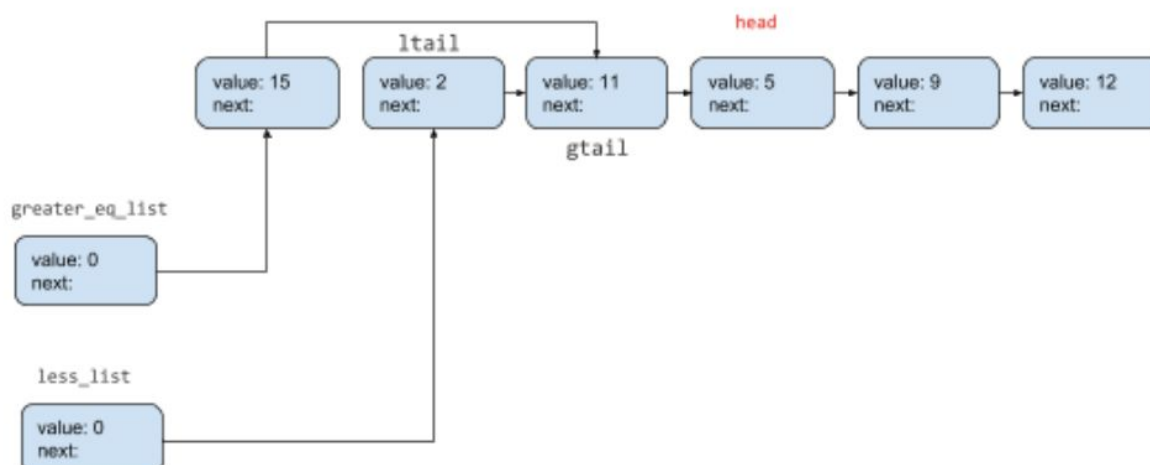 head
ltail
value: 15
next:
value: 2
next:
value: 11
next:
value: 5
next:
value: 9
next:
value: 12
next:
gtail
greater_eq_list
value: 0
next:
less_list
value: 0
next: